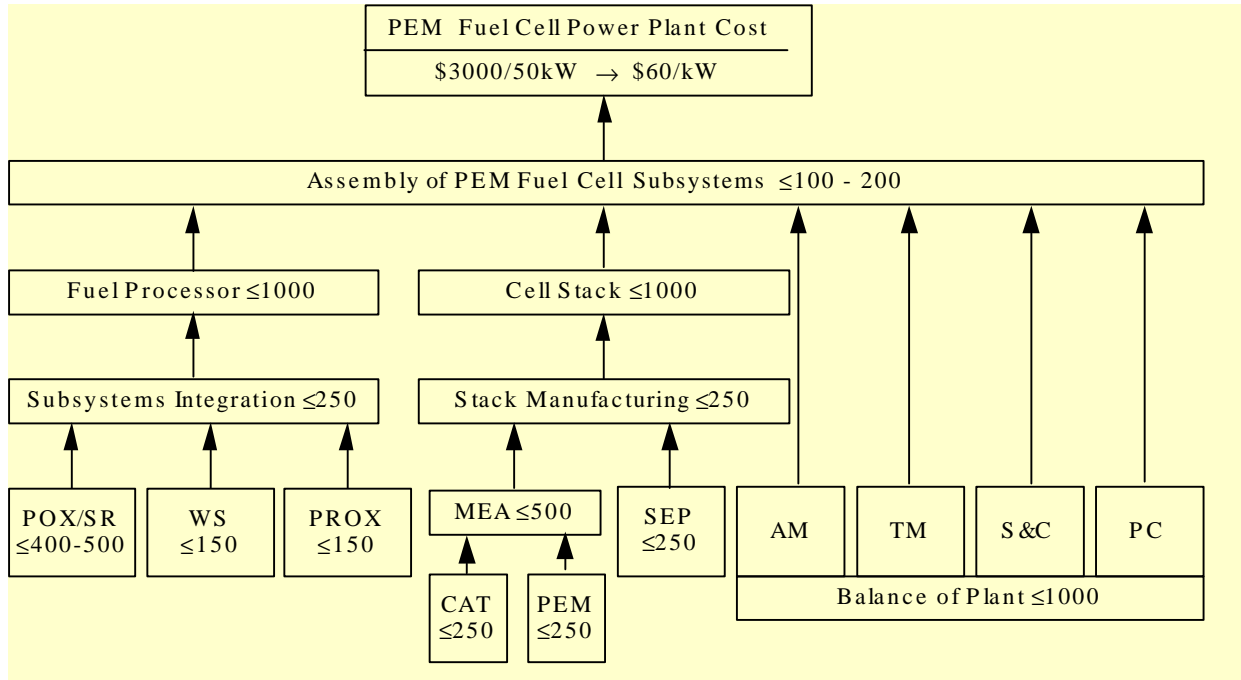 PEM Fuel Cell Power Plant Cost
$3000/50kW → $60/kW
Assembly of PEM Fuel Cell Subsystems ≤100 - 200
Fuel Processor ≤1000
Cell Stack ≤1000
Subsystems Integration ≤250
Stack Manufacturing ≤250
POX/SR
≤400-500
WS
≤150
PROX
≤150
MEA ≤500
SEP
≤250
AM
TM
S&C
PC
CAT
≤250
PEM
≤250
Balance of Plant ≤1000